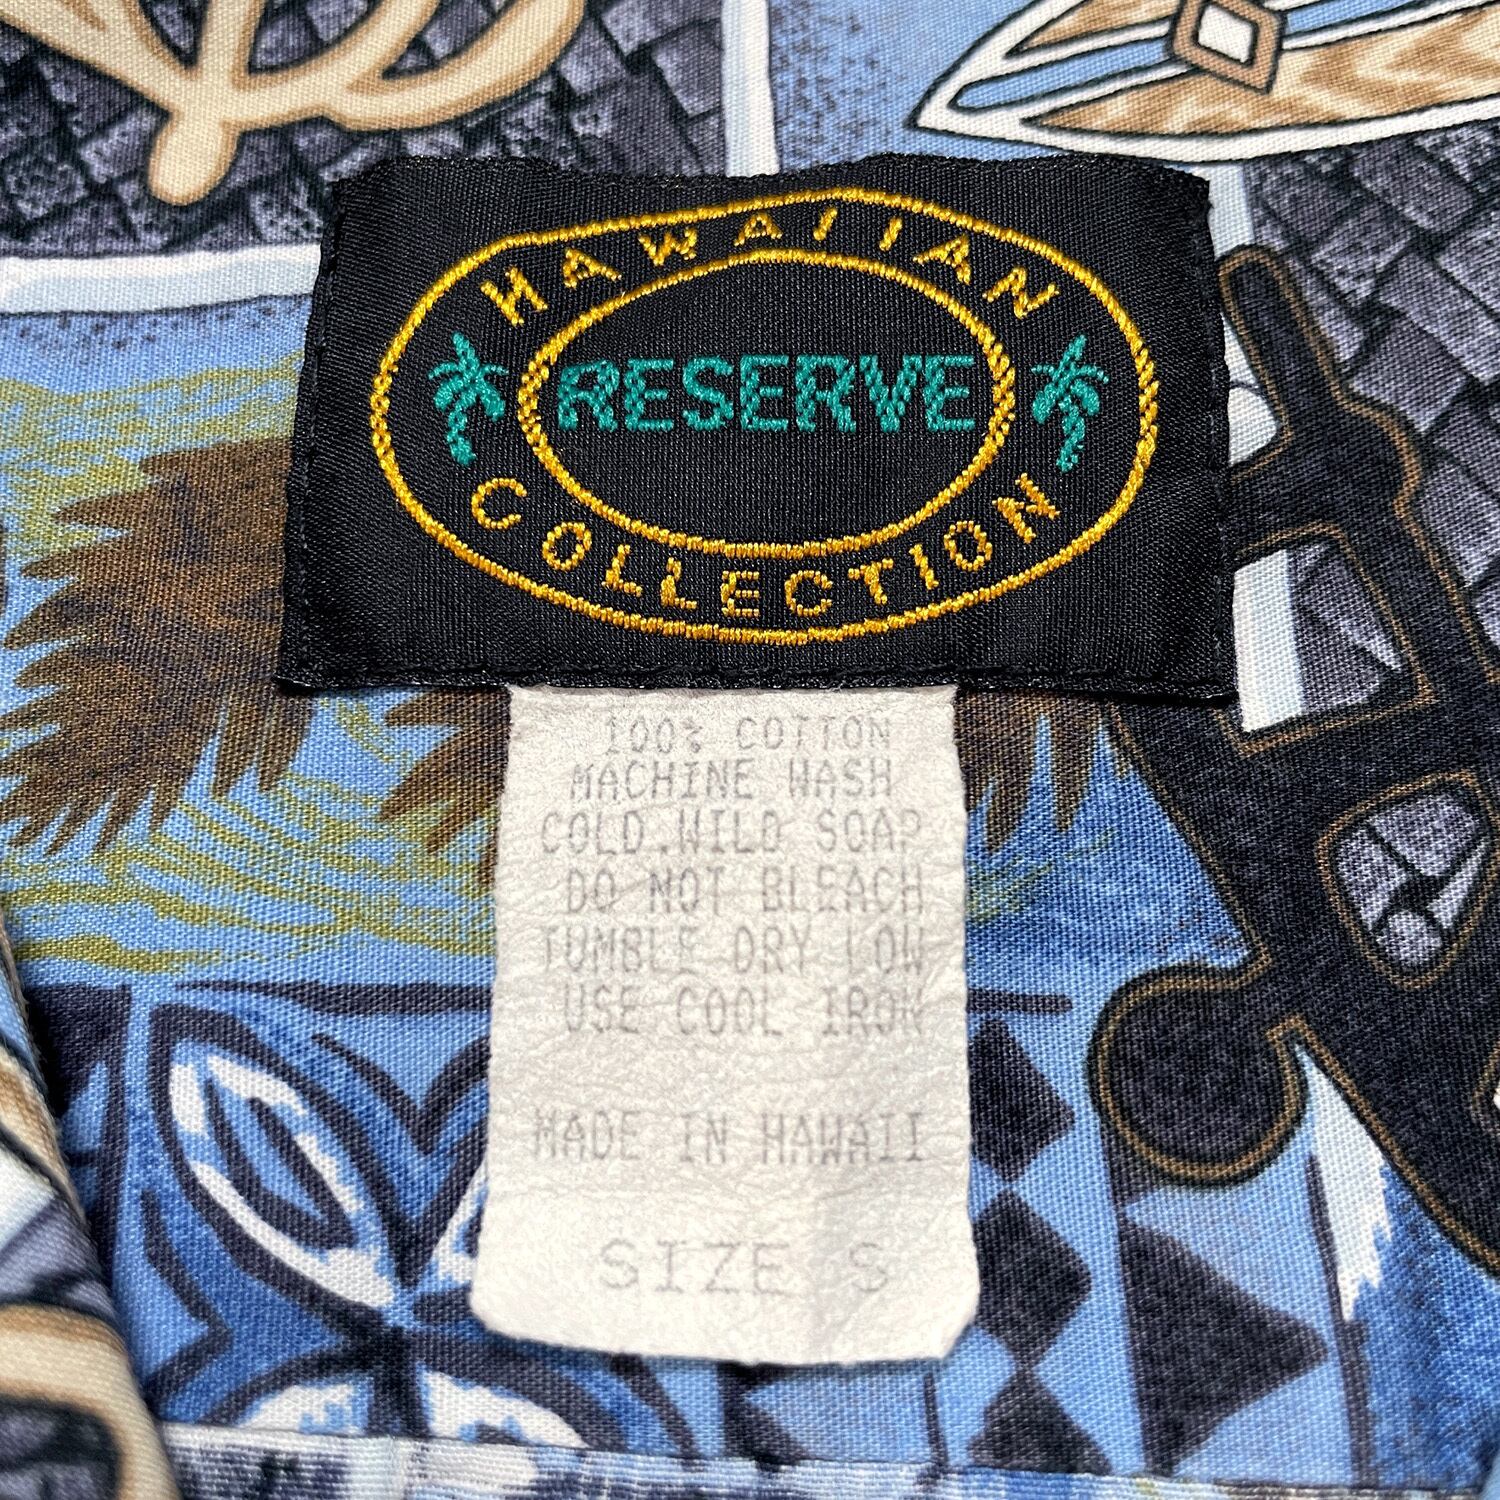 HAWAIIAN
RESERVE
COLLECTION
100% COTTON
MACHINE WASH
COLD.WILD SOAP
DO NOT BLEACH
TUMBLE DRY LOW
USE COOL IRON
MADE IN HAWAII
SIZE S